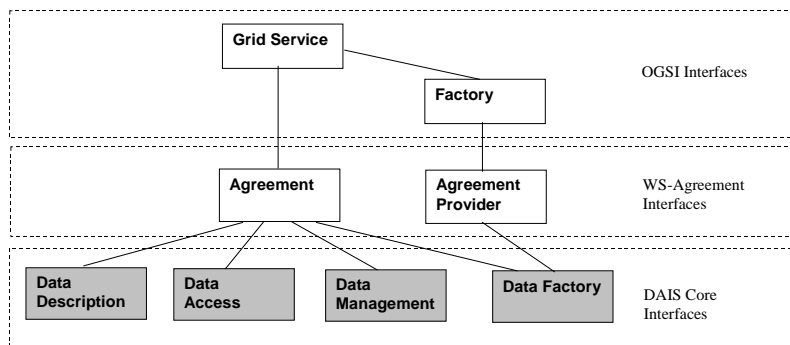 Grid Service
OGSI Interfaces
Factory
Agreement
Agreement
Provider
WS-Agreement
Interfaces
Data
Description
Data
Access
Data
Management
Data Factory
DAIS Core
Interfaces